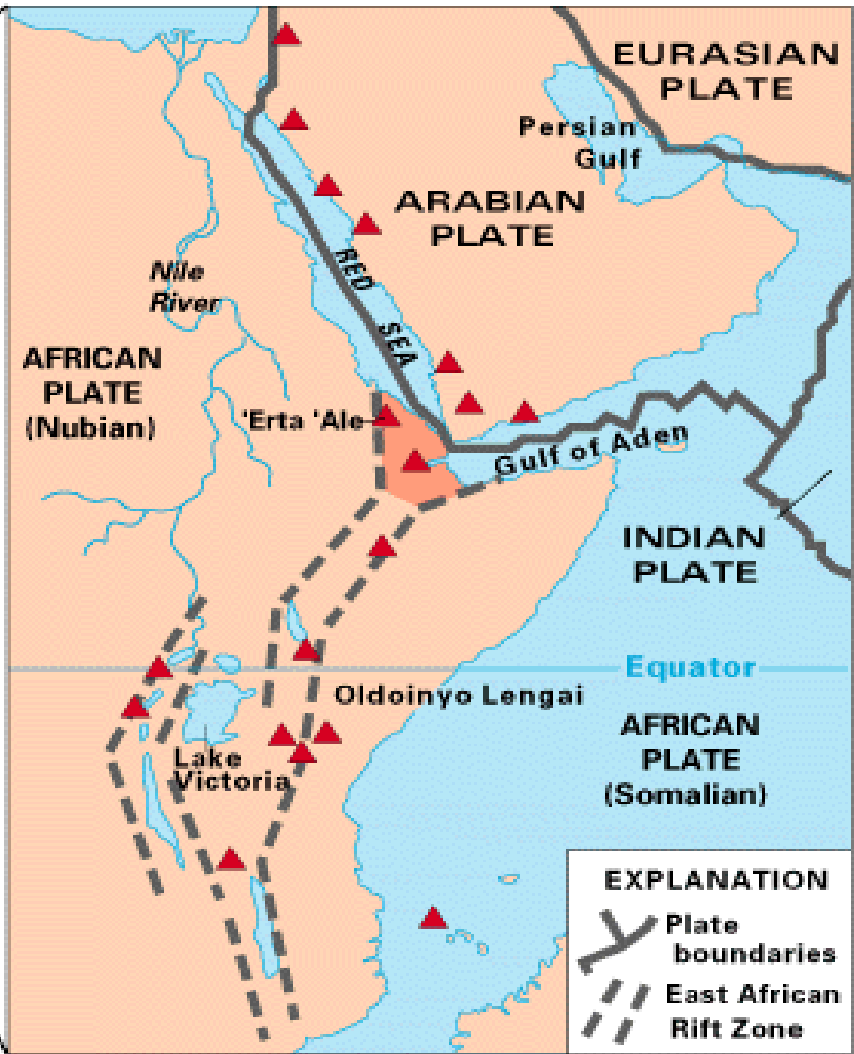 EURASIAN
PLATE
Persian
Gulf
ARABIAN
PLATE
RED
SEA
Nile
River
AFRICAN
PLATE
(Nubian)
'Erta 'Ale
Gulf of Aden
INDIAN
PLATE
Equator
Oldoinyo Lengai
AFRICAN
PLATE
(Somalian)
Lake
Victoria
EXPLANATION
Plate
boundaries
East African
Rift Zone